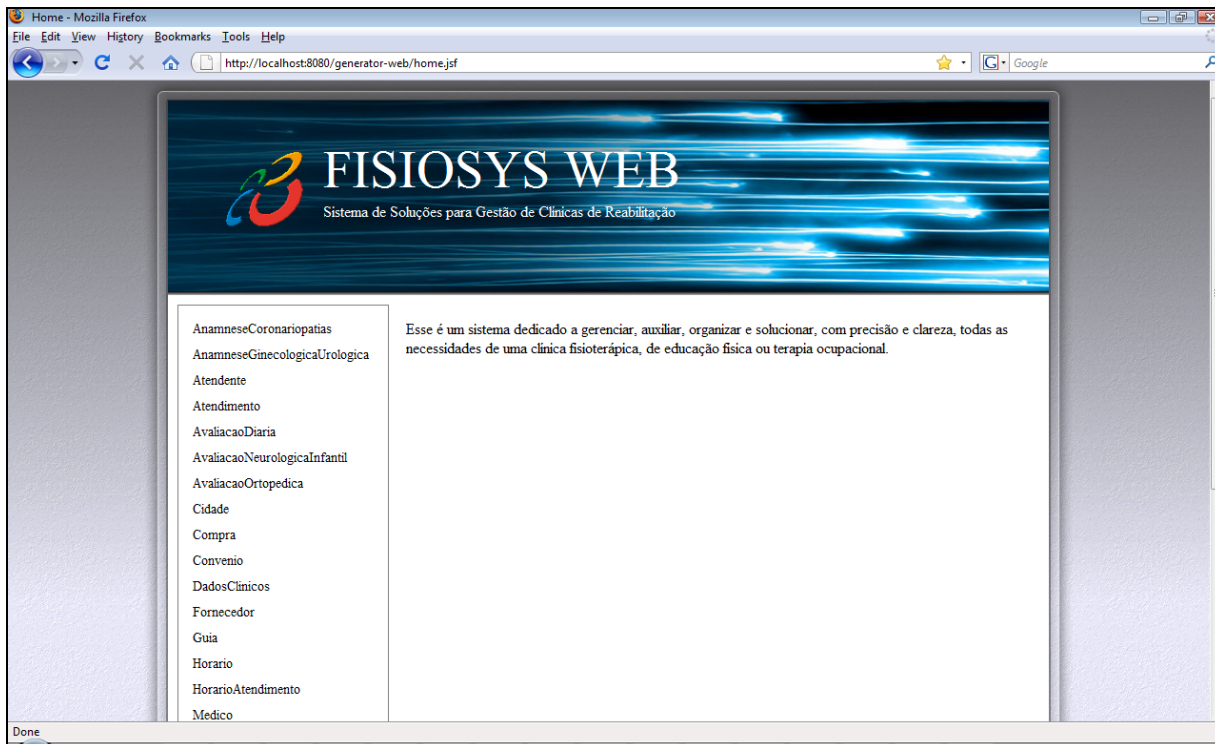 Home - Mozilla Firefox
File Edit View History Bookmarks Tools Help
http://localhost:8080/generator-web/home.jsf
G Google
FISIOSYS WEB
Sistema de Soluções para Gestão de Clinicas de Reabilitação
AnamneseCoronariopatias
AnamneseGinecologicaUrologica
Atendente
Atendimento
AvaliacaoDiaria
AvaliacaoNeurologicaInfantil
AvaliacaoOrtopedica
Cidade
Compra
Convenio
DadosClinicos
Fornecedor
Guia
Horario
HorarioAtendimento
Medico
Esse é um sistema dedicado a gerenciar, auxiliar, organizar e solucionar, com precisão e clareza, todas as
necessidades de uma clinica fisioterápica, de educação física ou terapia ocupacional.
Done